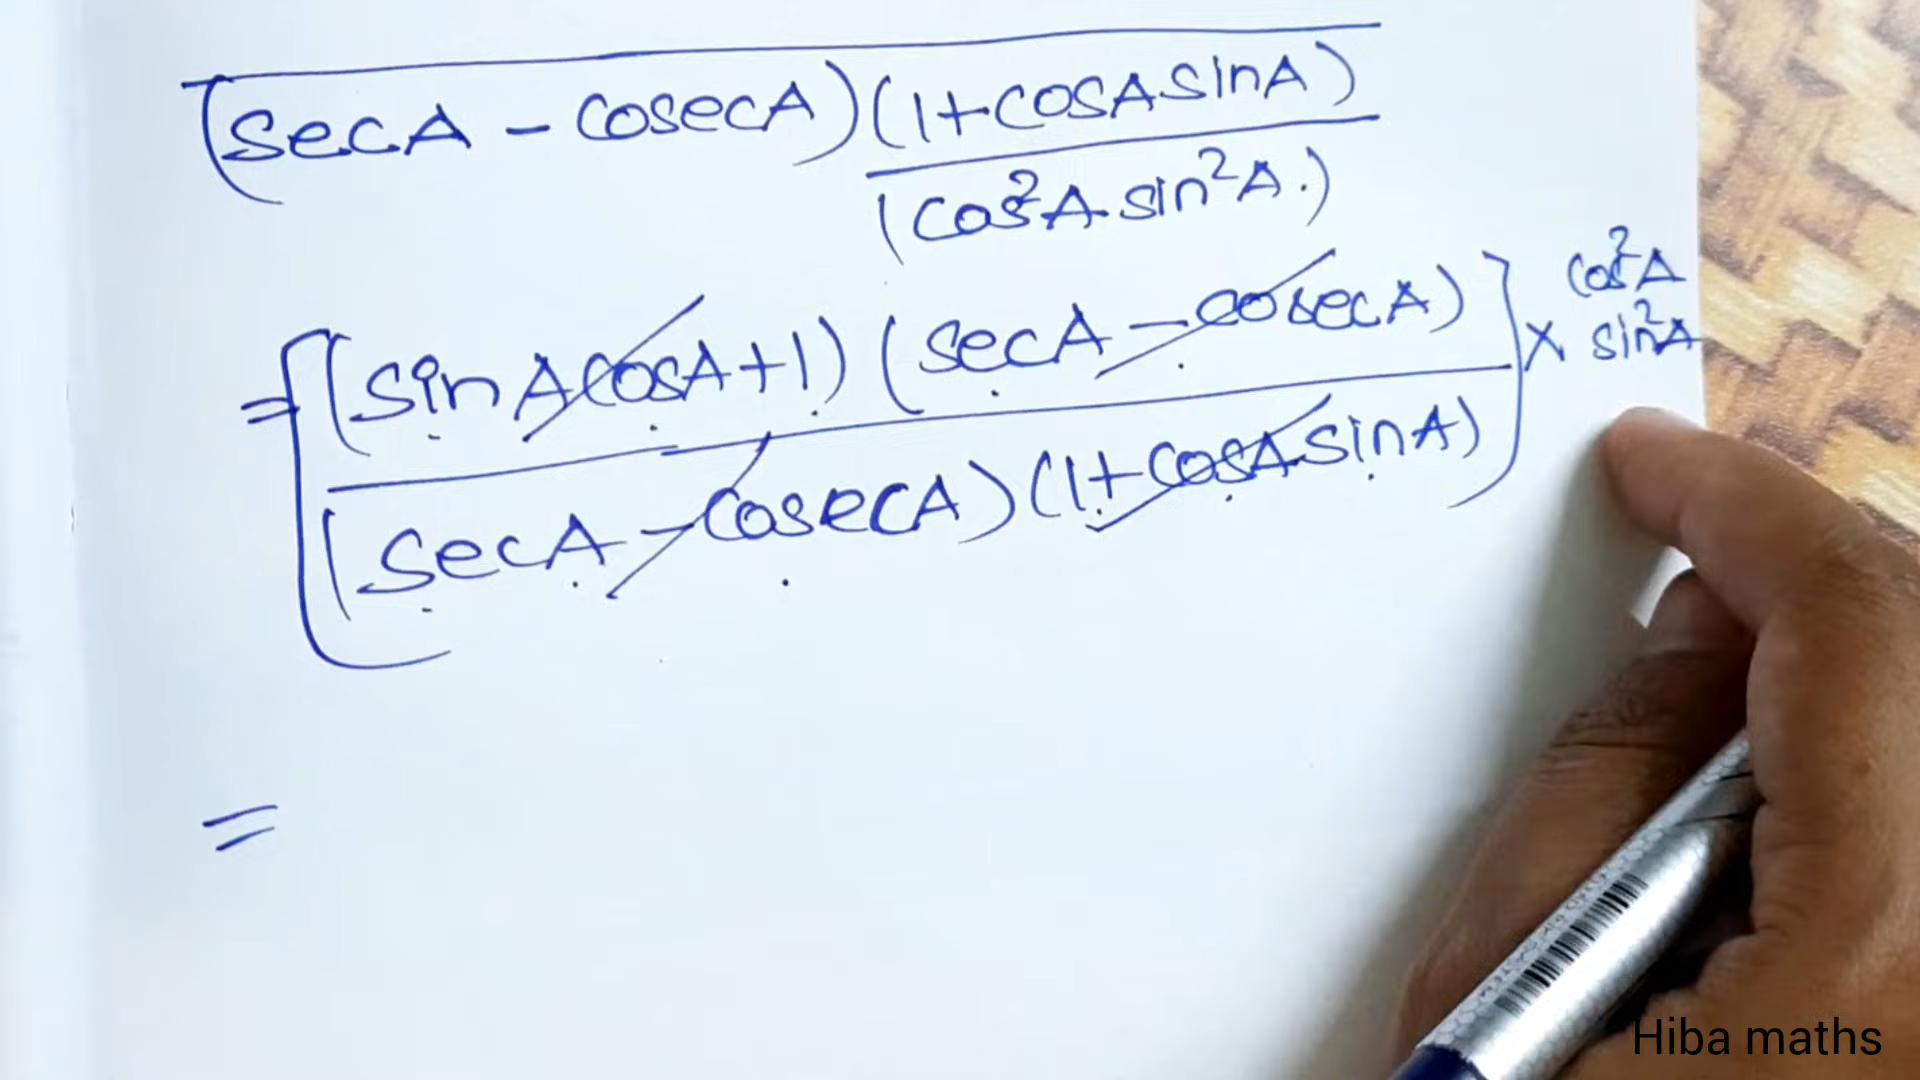 (secA - cosecA)(1+cosAsinA)
(cos²A sin²A.)
=[(sinAcosA+1)(secA-cosecA)] × cos²A sin²A
(secA-cosecA)(1+cosAsinA)
=
Hiba maths